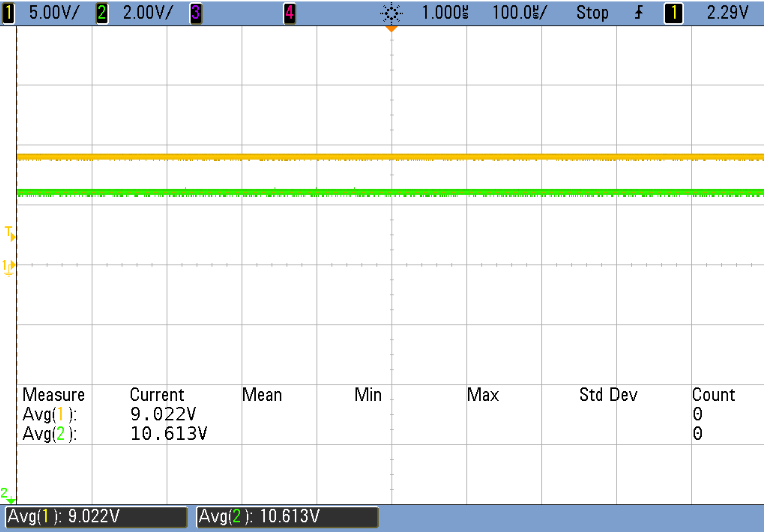 1 5.00V/ 2 2.00V/ 3 4 1.000s 100.0s/ Stop 1 2.29V
T
1
Measure Current Mean Min Max Std Dev Count
Avg(1): 9.022V 0
Avg(2): 10.613V 0
2
Avg(1): 9.022V Avg(2): 10.613V